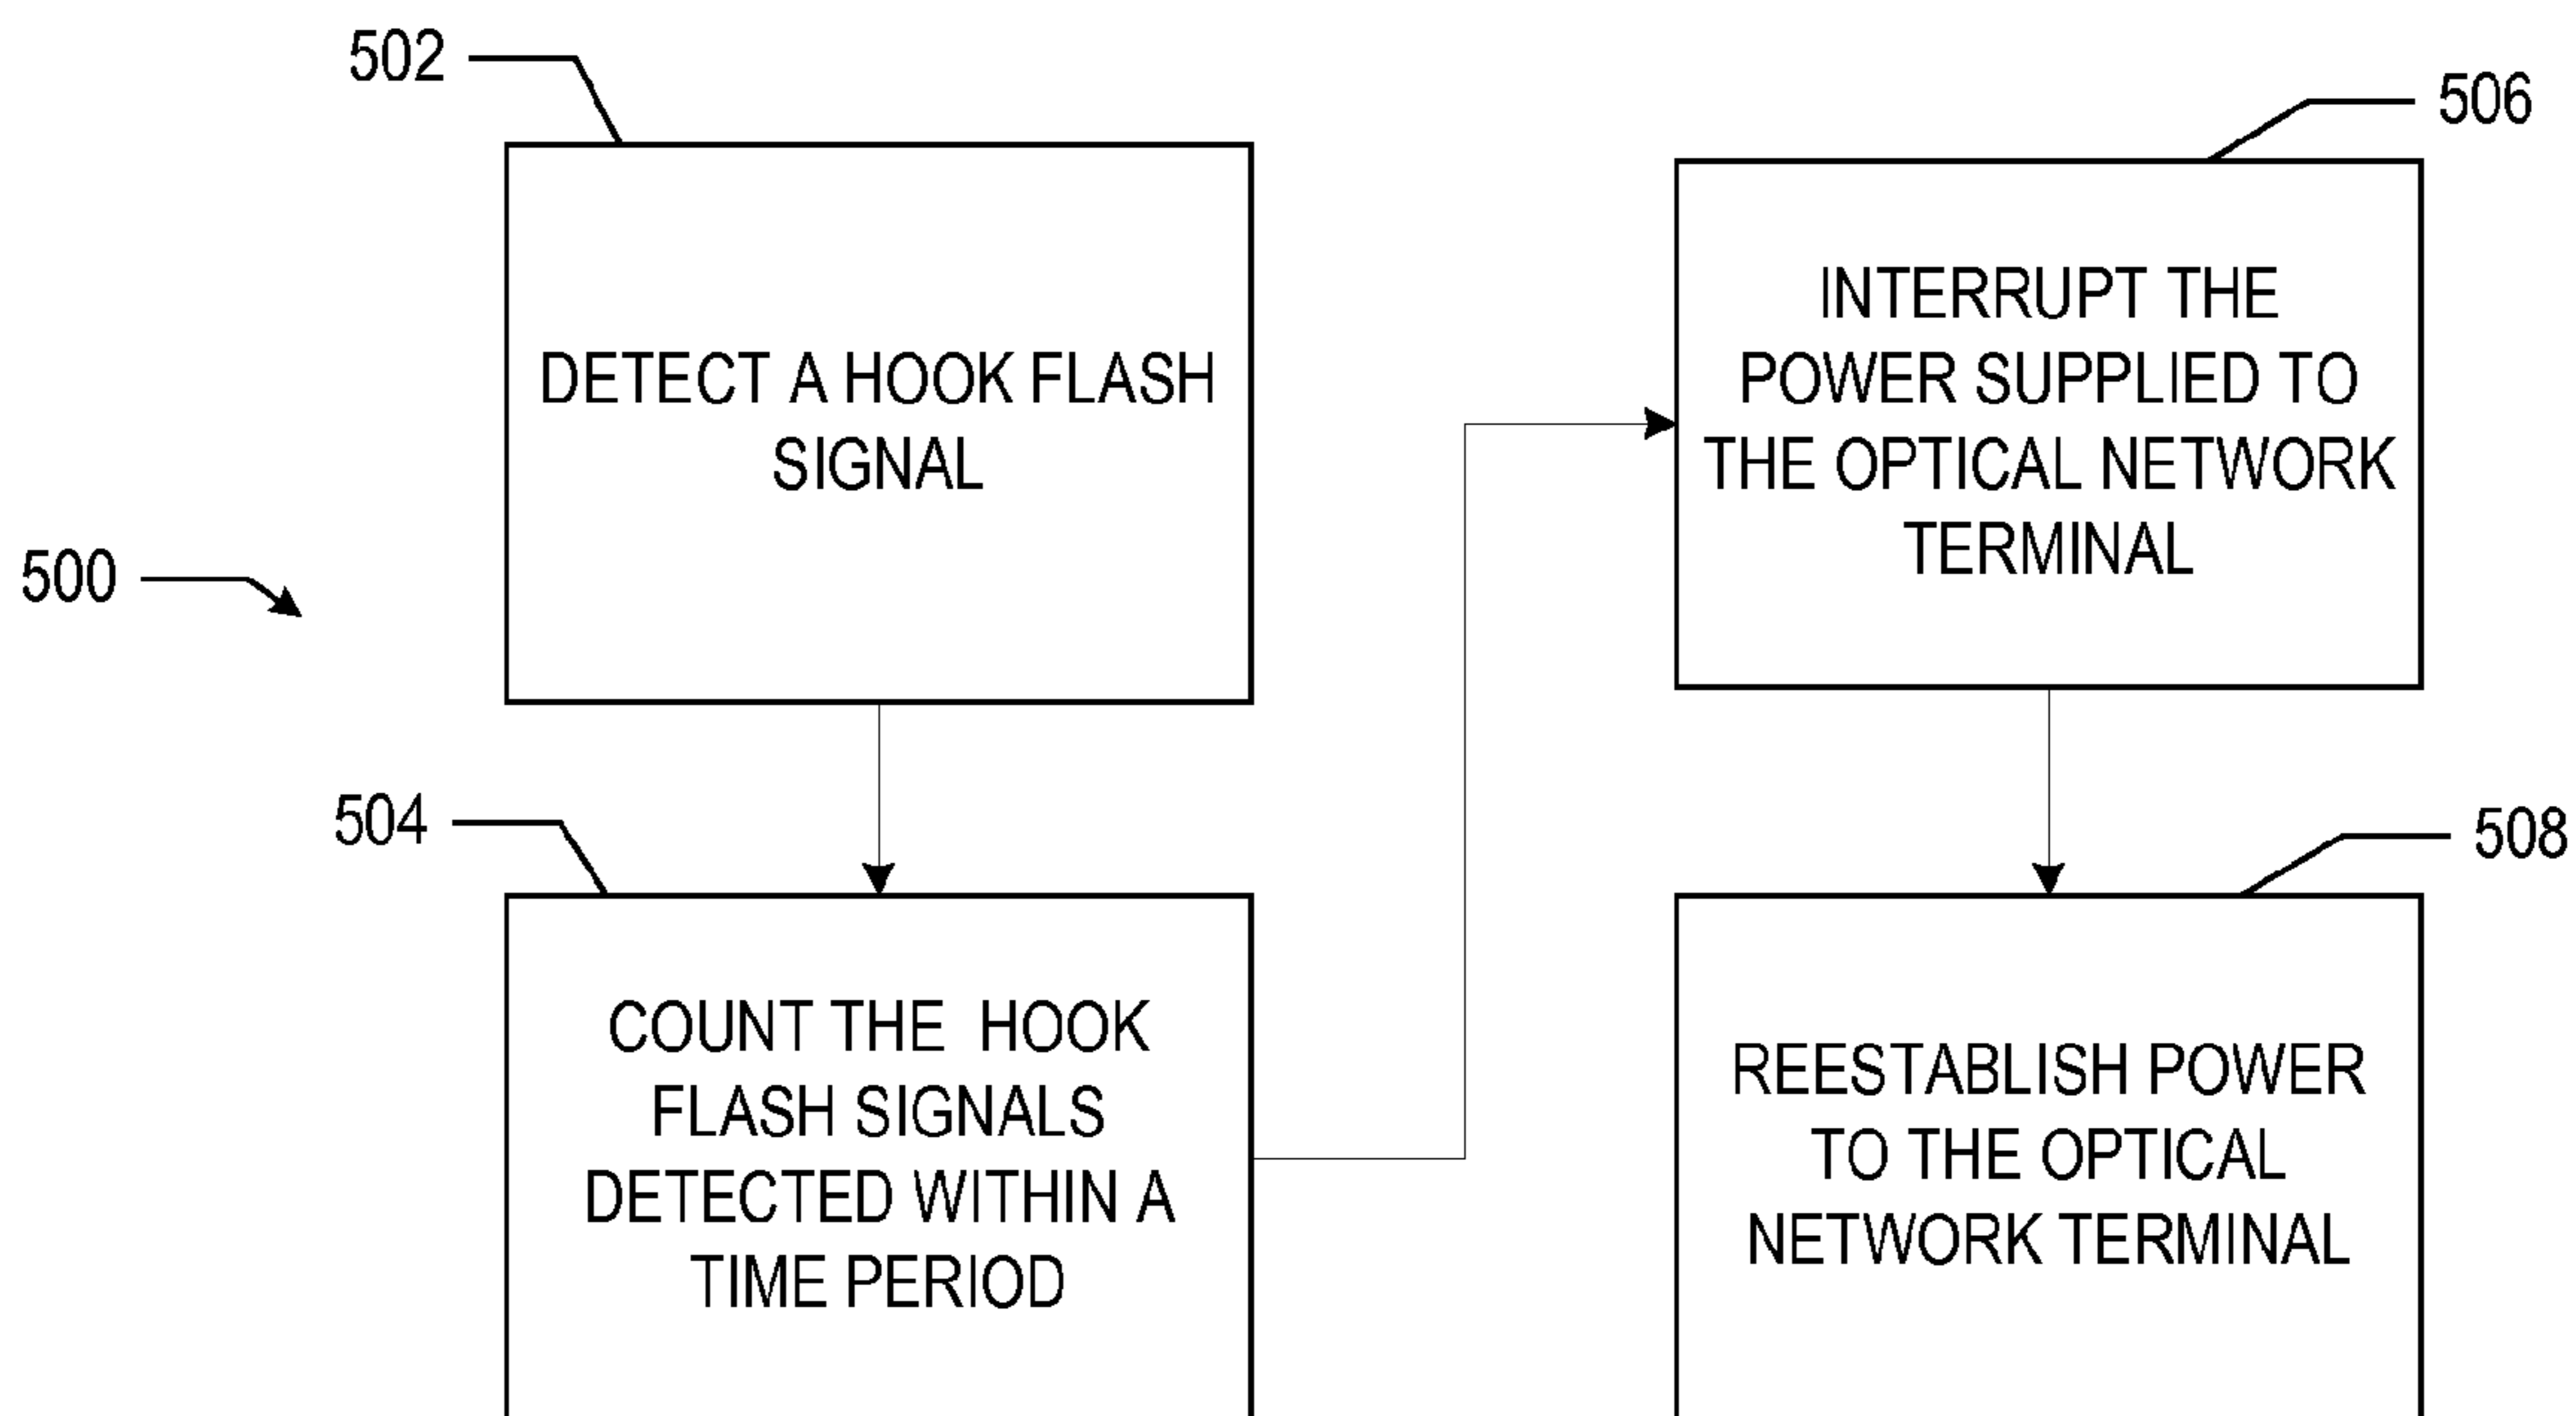 502
DETECT A HOOK FLASH
SIGNAL
500
504
COUNT THE HOOK
FLASH SIGNALS
DETECTED WITHIN A
TIME PERIOD
506
INTERRUPT THE
POWER SUPPLIED TO
THE OPTICAL NETWORK
TERMINAL
508
REESTABLISH POWER
TO THE OPTICAL
NETWORK TERMINAL